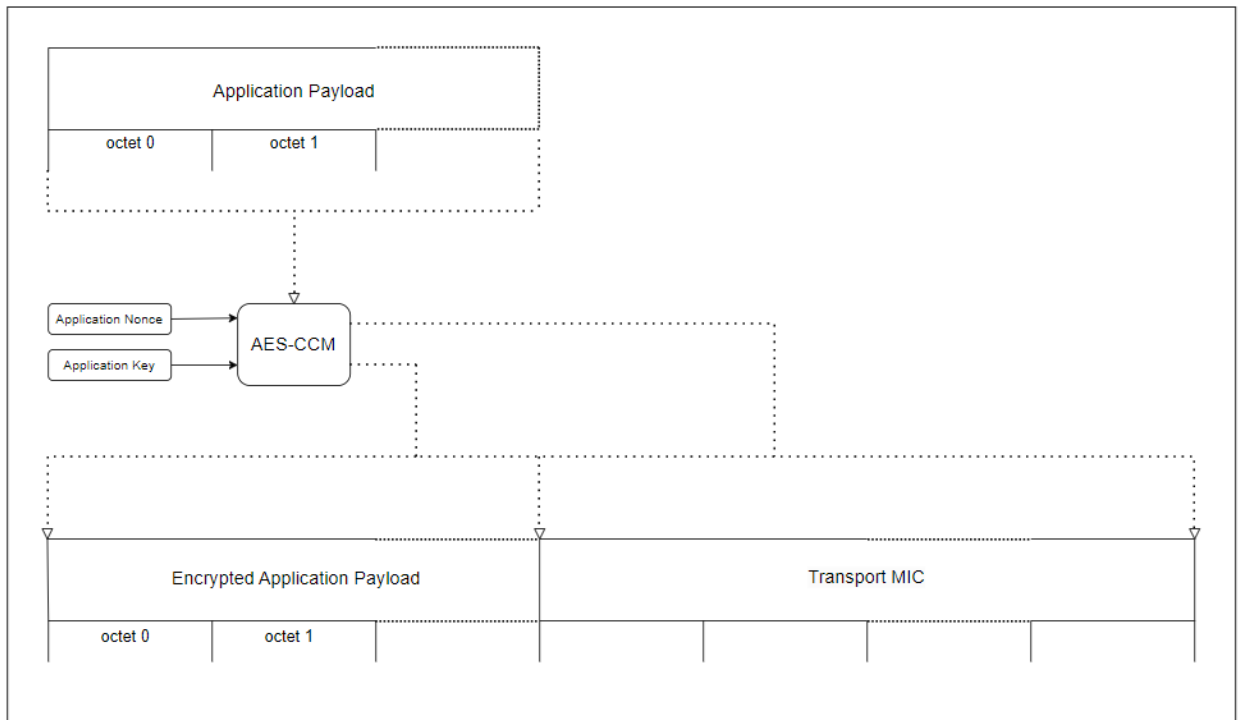 Application Payload
octet 0
octet 1
Application Nonce
Application Key
AES-CCM
Encrypted Application Payload
Transport MIC
octet 0
octet 1